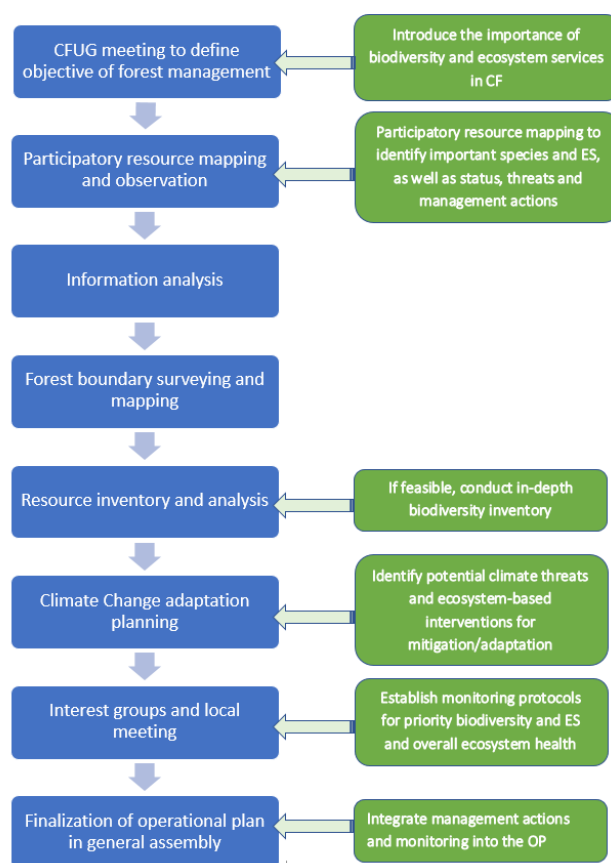 CFUG meeting to define
objective of forest management
Introduce the importance of
biodiversity and ecosystem services
in CF
Participatory resource mapping
and observation
Participatory resource mapping to
identify important species and ES,
as well as status, threats and
management actions
Information analysis
Forest boundary surveying and
mapping
Resource inventory and analysis
If feasible, conduct in-depth
biodiversity inventory
Climate Change adaptation
planning
Identify potential climate threats
and ecosystem-based
interventions for
mitigation/adaptation
Interest groups and local
meeting
Establish monitoring protocols
for priority biodiversity and ES
and overall ecosystem health
Finalization of operational plan
in general assembly
Integrate management actions
and monitoring into the OP